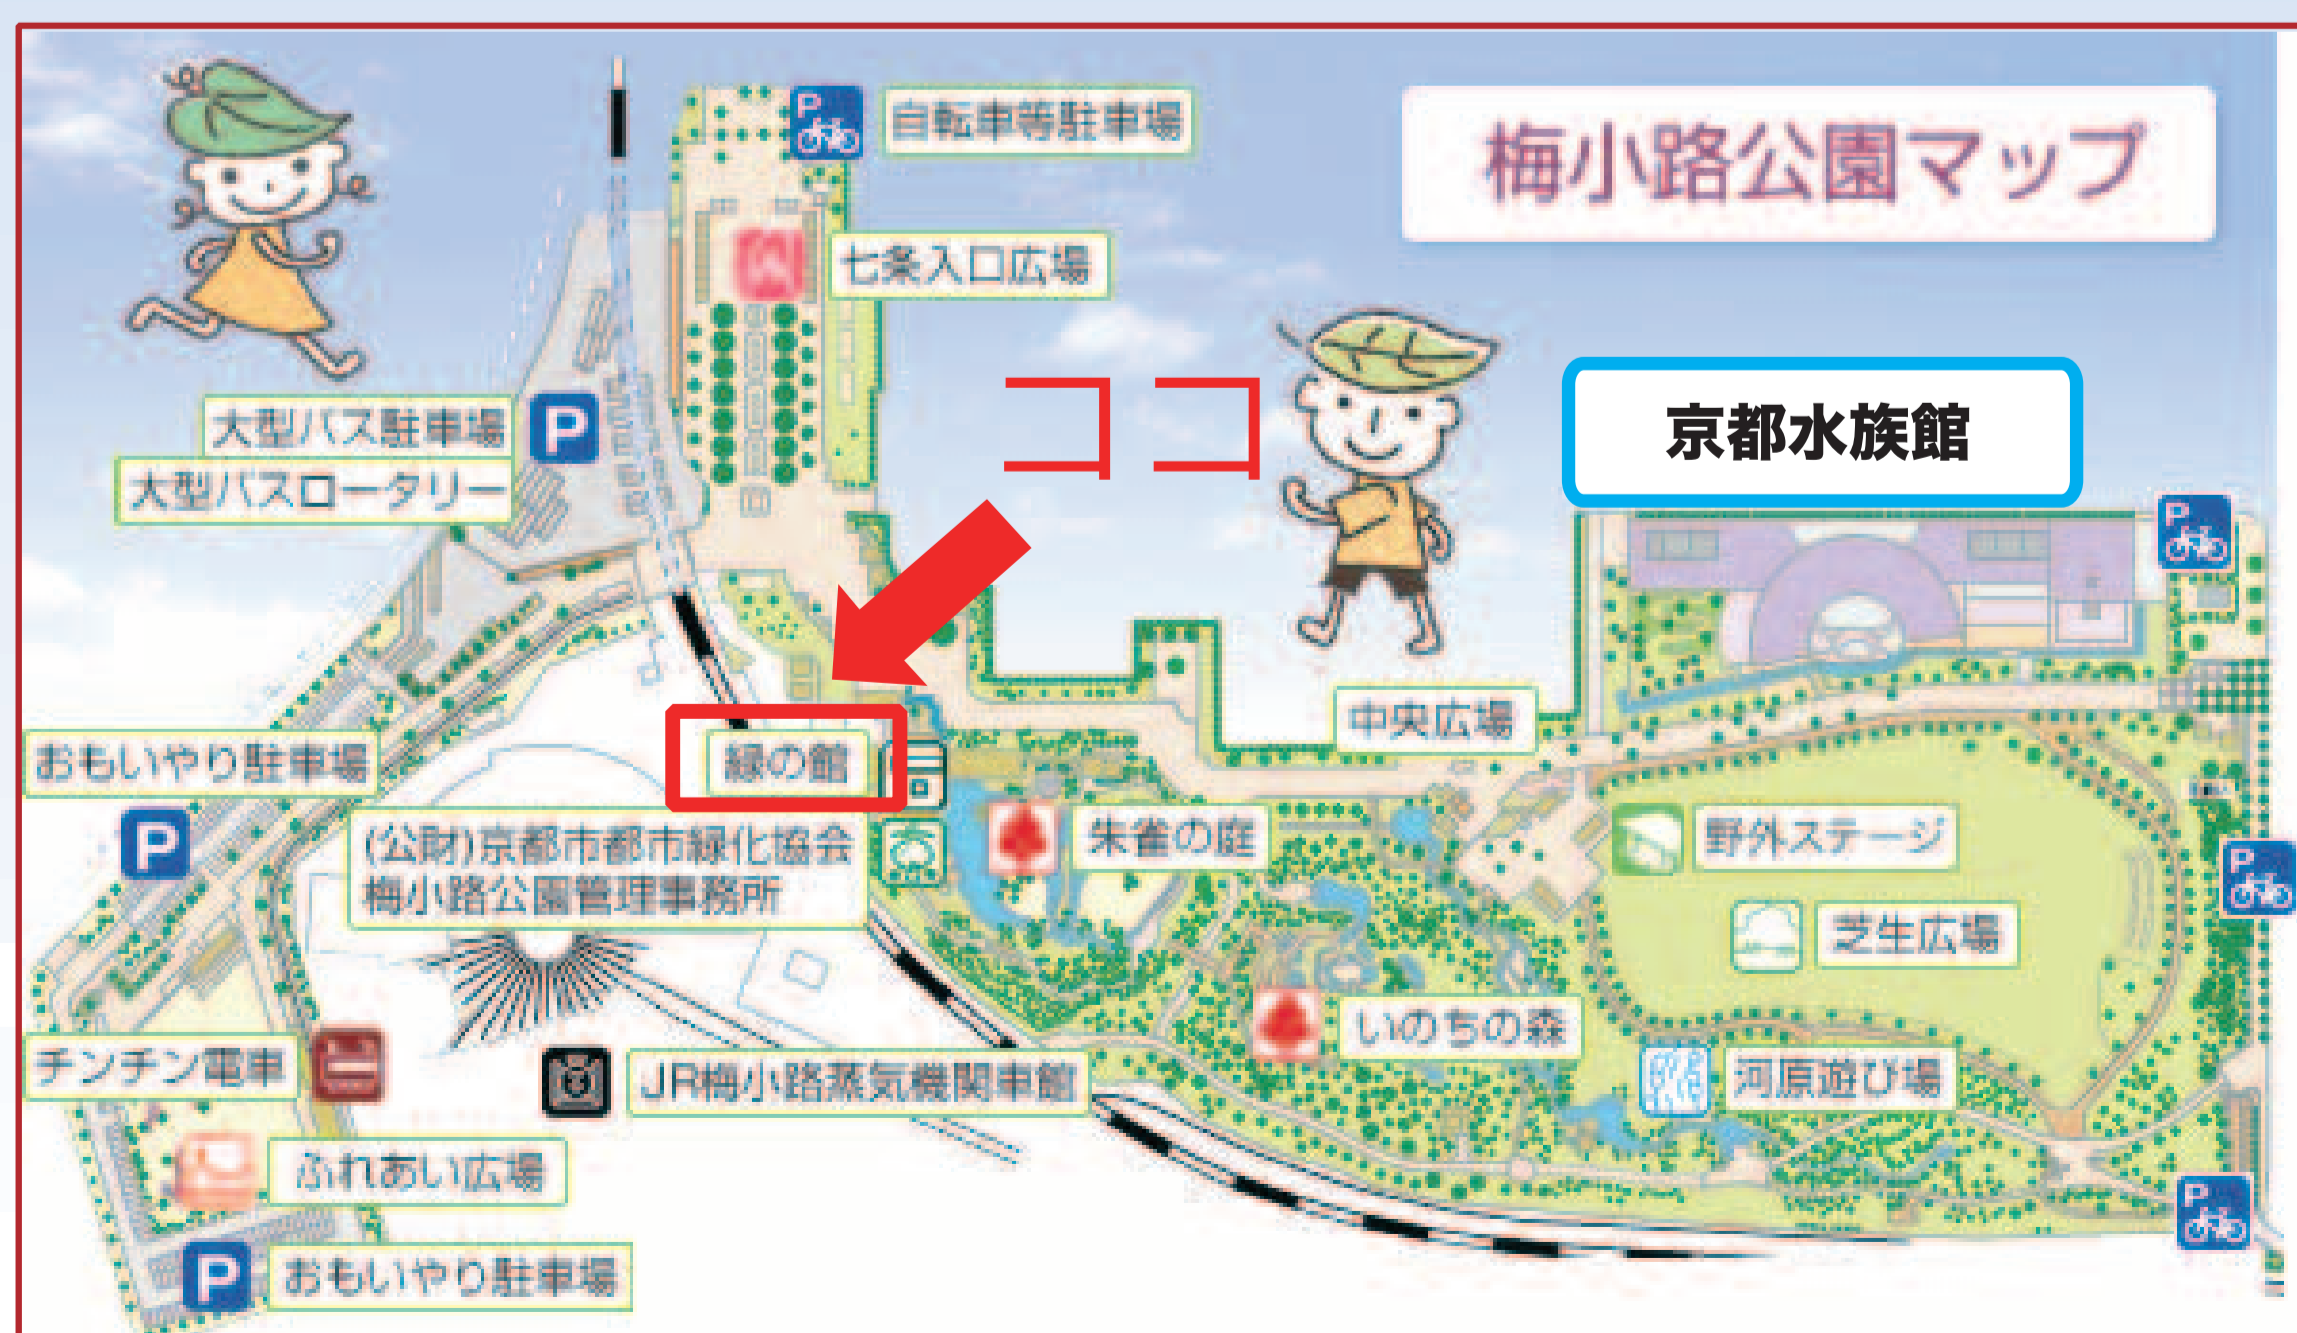 梅小路公園マップ
P
自転車等駐車場
七条入口広場
ココ
京都水族館
大型バス駐車場
P
大型バスロータリー
P
中央広場
緑の館
おもいやり駐車場
P
(公財)京都市都市緑化協会
梅小路公園管理事務所
朱雀の庭
野外ステージ
P
芝生広場
いのちの森
チンチン電車
JR梅小路蒸気機関車館
河原遊び場
ふれあい広場
P
P
おもいやり駐車場